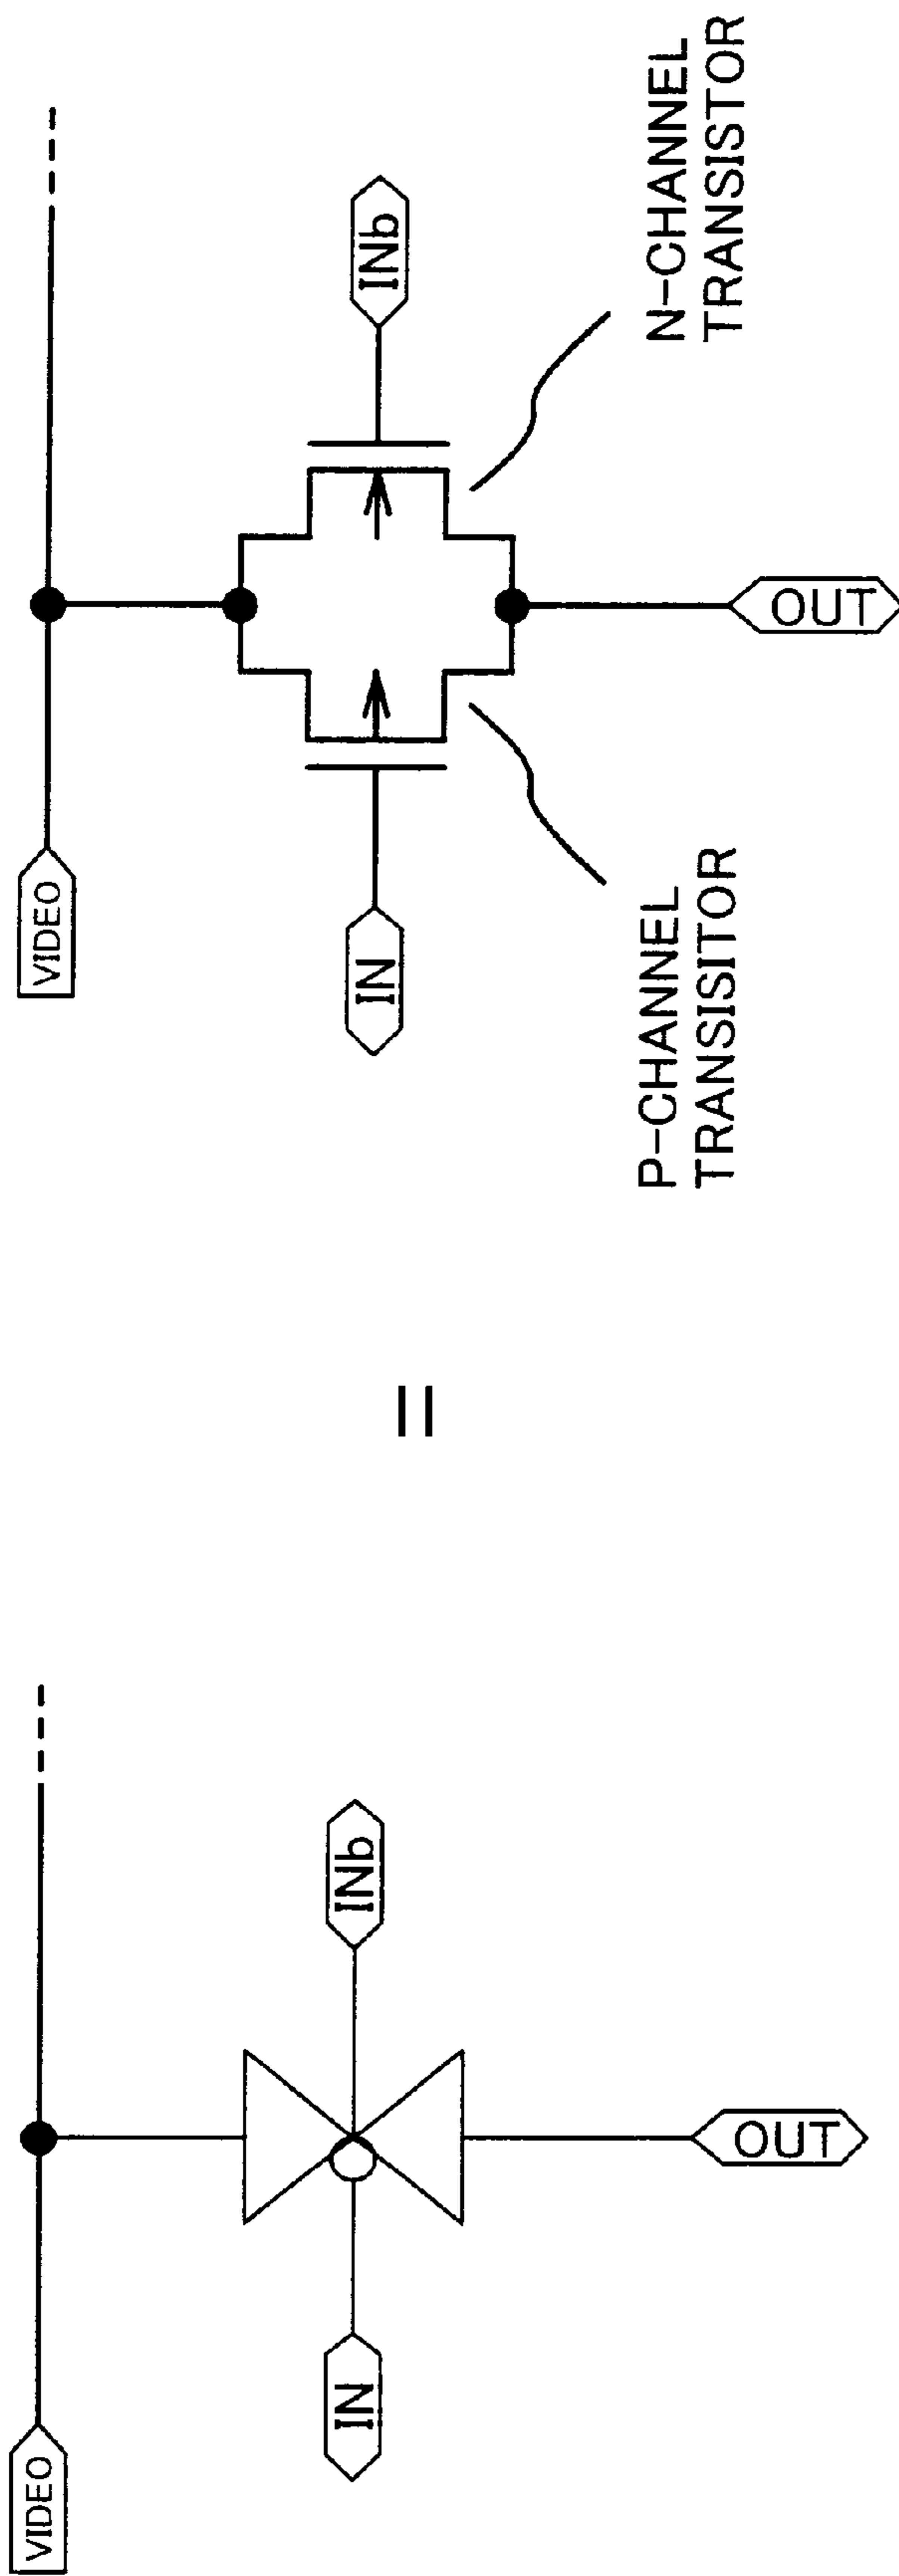 VIDEO
IN
INb
OUT
=
VIDEO
IN
INb
OUT
P-CHANNEL
TRANSISITOR
N-CHANNEL
TRANSISTOR